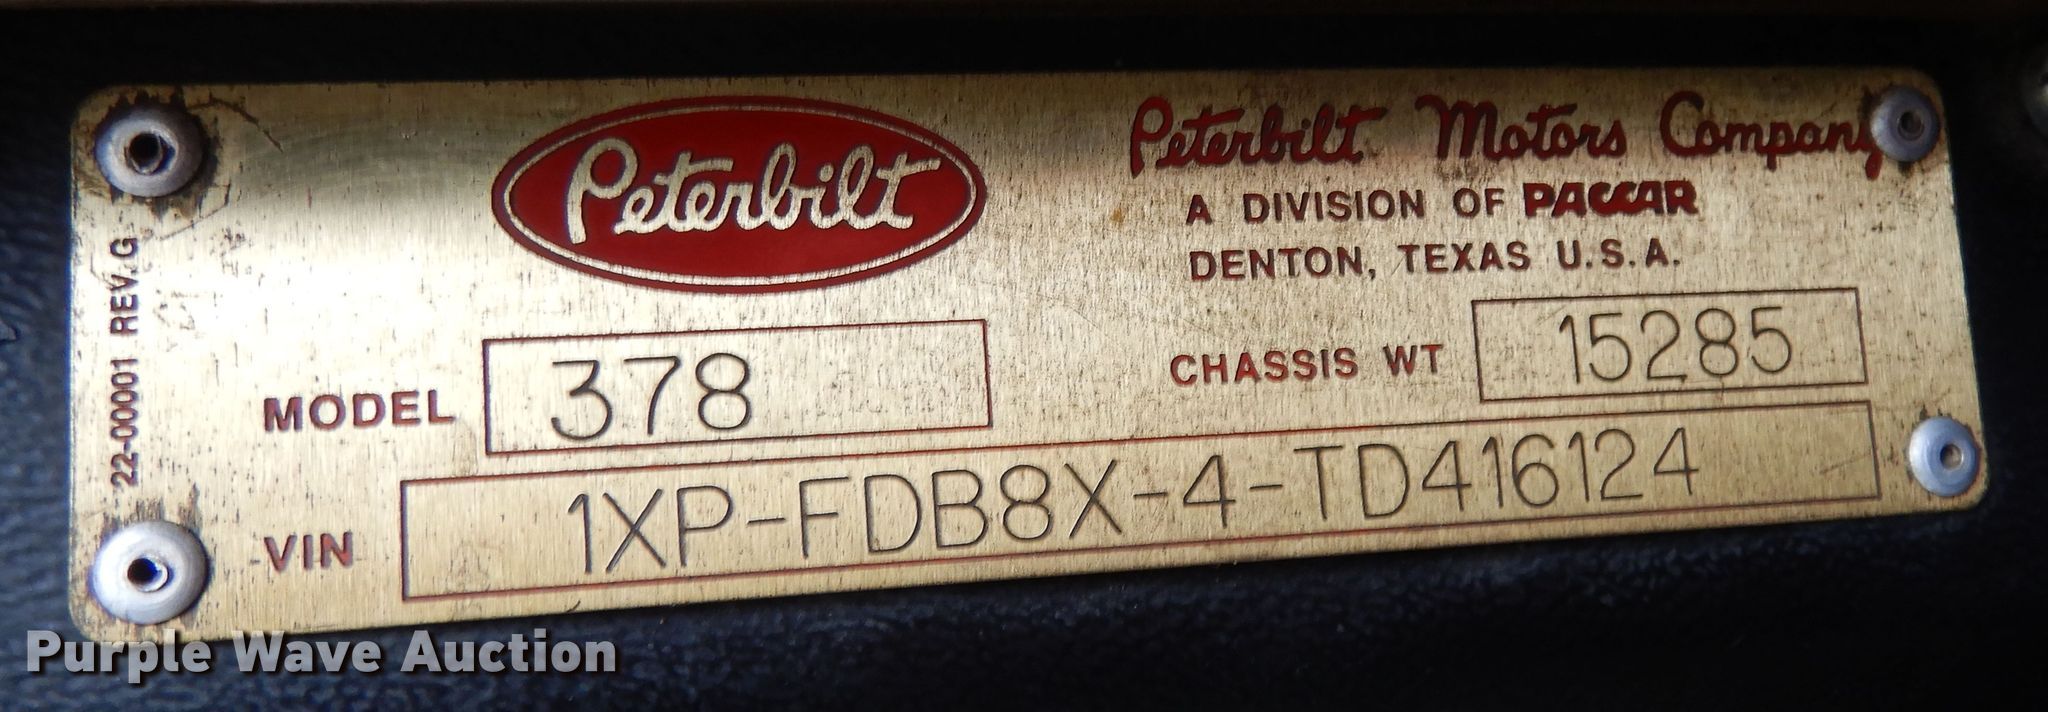 Peterbilt
Peterbilt Motors Company
A DIVISION OF PACCAR
DENTON, TEXAS U.S.A.
22-00001 REV.G
MODEL 378
CHASSIS WT 15285
VIN 1XP-FDB8X-4-TD416124
Purple Wave Auction